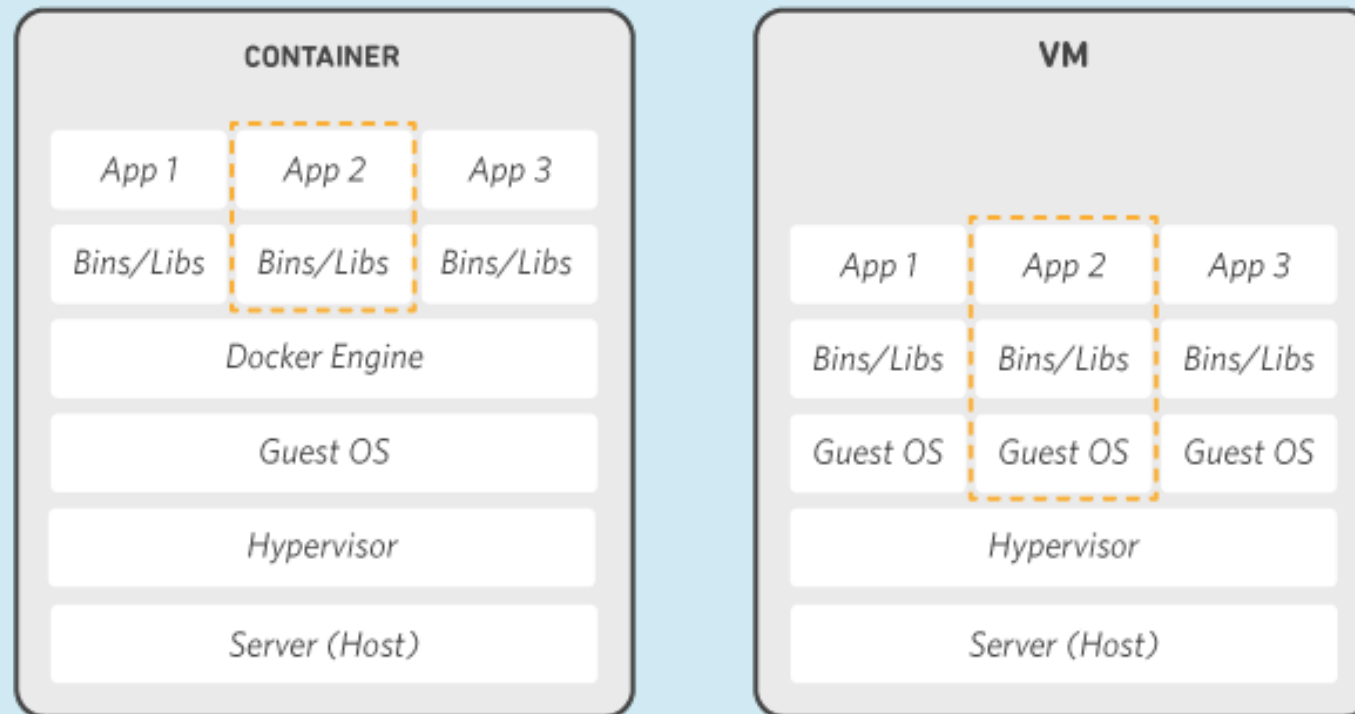 CONTAINER
App 1 App 2 App 3
Bins/Libs Bins/Libs Bins/Libs
Docker Engine
Guest OS
Hypervisor
Server (Host)
VM
App 1 App 2 App 3
Bins/Libs Bins/Libs Bins/Libs
Guest OS Guest OS Guest OS
Hypervisor
Server (Host)